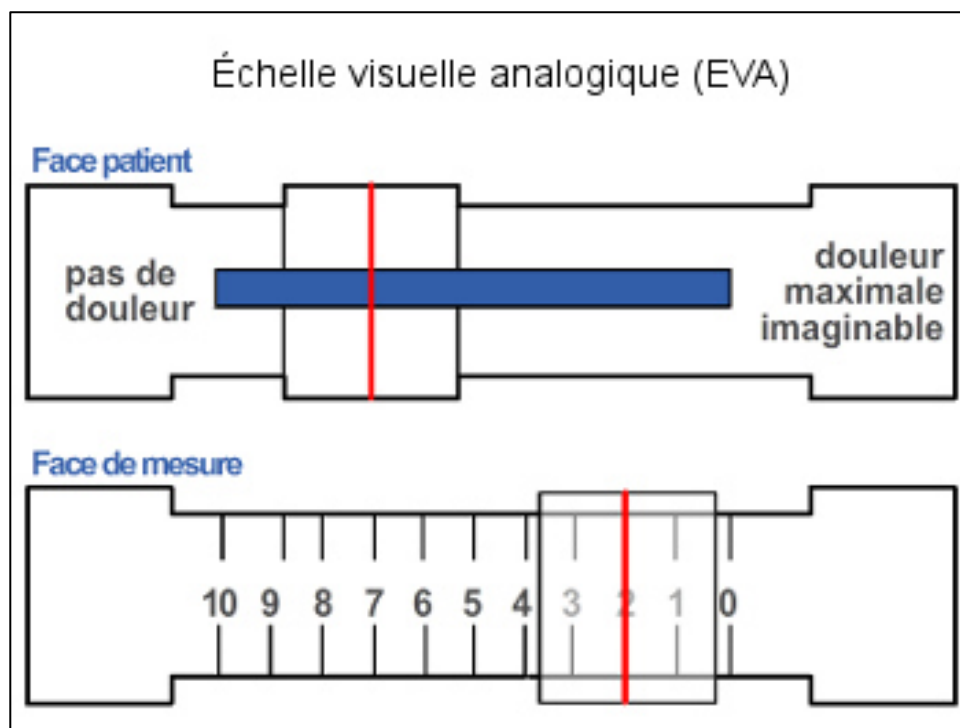 Échelle visuelle analogique (EVA)
Face patient
pas de
douleur
douleur
maximale
imaginable
Face de mesure
10 9 8 7 6 5 4 3 2 1 0